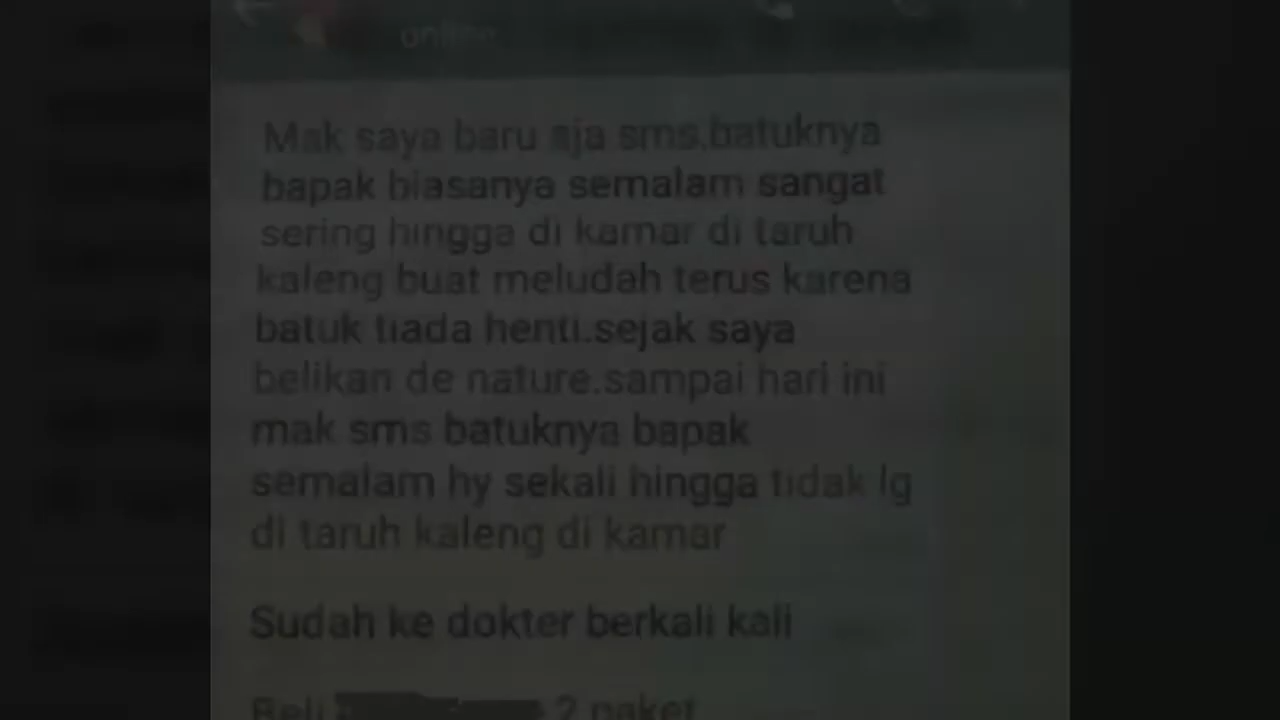 online
Mak saya baru aja sms.batuknya
bapak biasanya semalam sangat
sering hingga di kamar di taruh
kaleng buat meludah terus karena
batuk tiada henti.sejak saya
belikan de nature.sampai hari ini
mak sms batuknya bapak
semalam hy sekali hingga tidak lg
di taruh kaleng di kamar
Sudah ke dokter berkali kali
Beli 2 paket